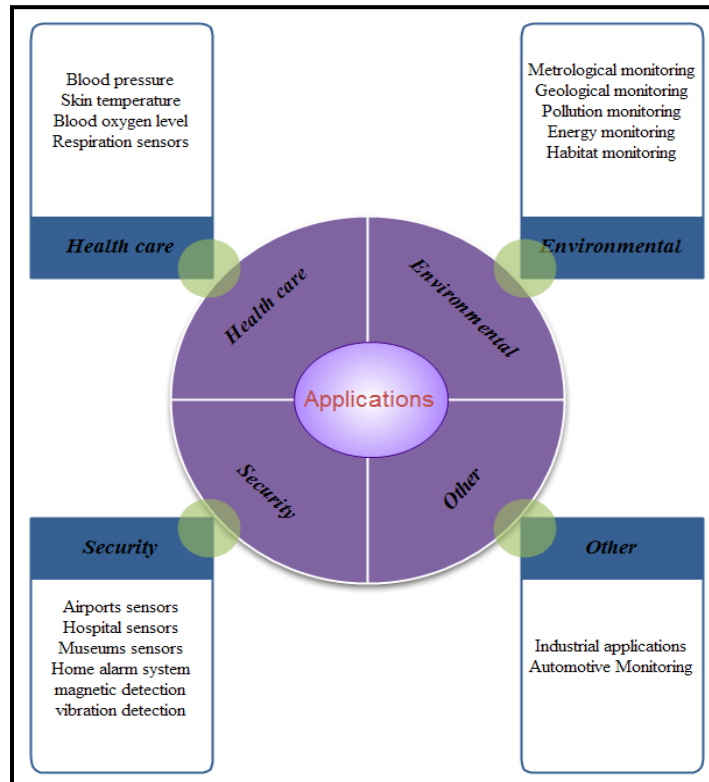 Blood pressure
Skin temperature
Blood oxygen level
Respiration sensors
Health care
Metrological monitoring
Geological monitoring
Pollution monitoring
Energy monitoring
Habitat monitoring
Environmental
Health care
Environmental
Applications
Security
Other
Security
Airports sensors
Hospital sensors
Museums sensors
Home alarm system
magnetic detection
vibration detection
Other
Industrial applications
Automotive Monitoring